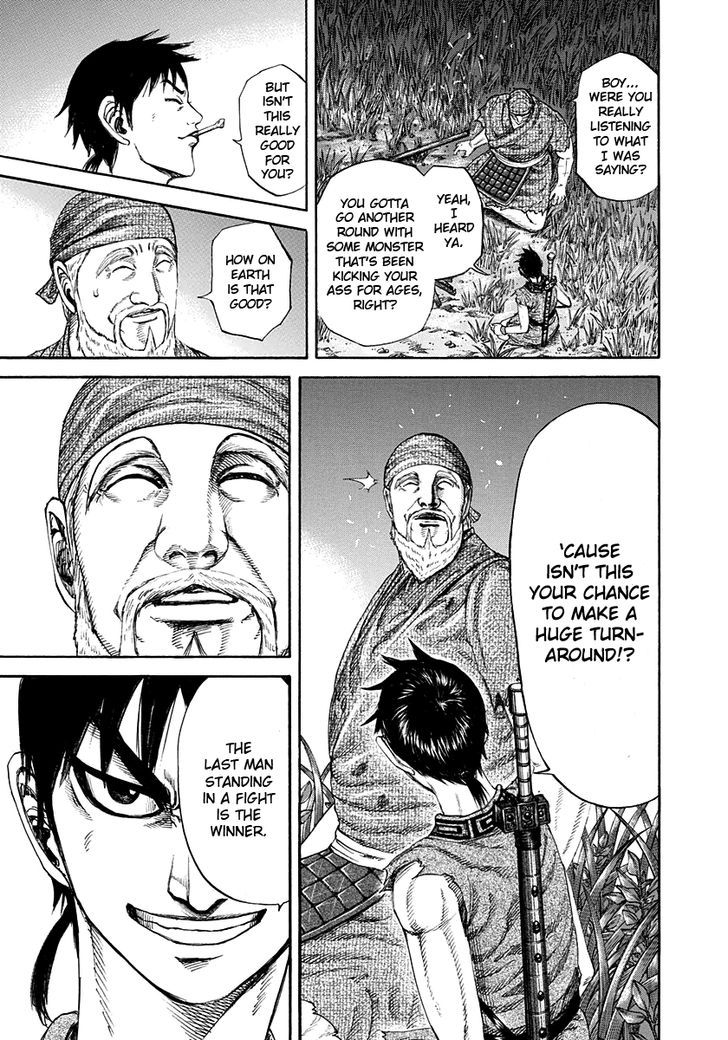 BOY...
WERE YOU
REALLY
LISTENING
TO WHAT
I WAS
SAYING?
YEAH,
I
HEARD
YA.
YOU GOTTA
GO ANOTHER
ROUND WITH
SOME MONSTER
THAT'S BEEN
KICKING YOUR
ASS FOR AGES,
RIGHT?
BUT
ISN'T
THIS
REALLY
GOOD
FOR
YOU?
HOW ON
EARTH
IS THAT
GOOD?
'CAUSE
ISN'T THIS
YOUR CHANCE
TO MAKE A
HUGE TURN-
AROUND!?
THE
LAST MAN
STANDING
IN A FIGHT
IS THE
WINNER.